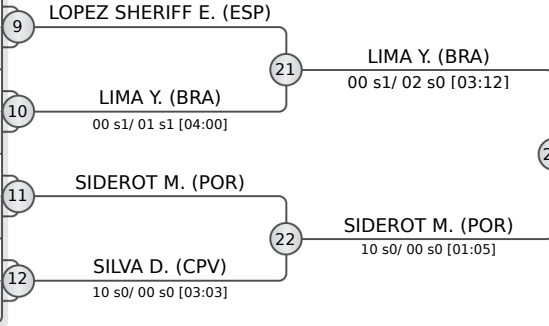 LOPEZ SHERIFF E. (ESP)
9
LIMA Y. (BRA)
21
00 s1/ 02 s0 [03:12]
LIMA Y. (BRA)
10
00 s1/ 01 s1 [04:00]
2
SIDEROT M. (POR)
11
SIDEROT M. (POR)
22
10 s0/ 00 s0 [01:05]
SILVA D. (CPV)
12
10 s0/ 00 s0 [03:03]